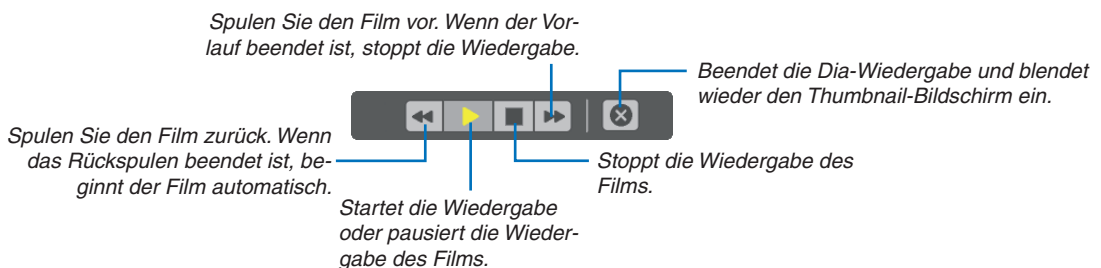 Spulen Sie den Film vor. Wenn der Vor-
lauf beendet ist, stoppt die Wiedergabe.
Beendet die Dia-Wiedergabe und blendet
wieder den Thumbnail-Bildschirm ein.
Spulen Sie den Film zurück. Wenn
das Rückspulen beendet ist, be-
ginnt der Film automatisch.
Stoppt die Wiedergabe des
Films.
Startet die Wiedergabe
oder pausiert die Wieder-
gabe des Films.